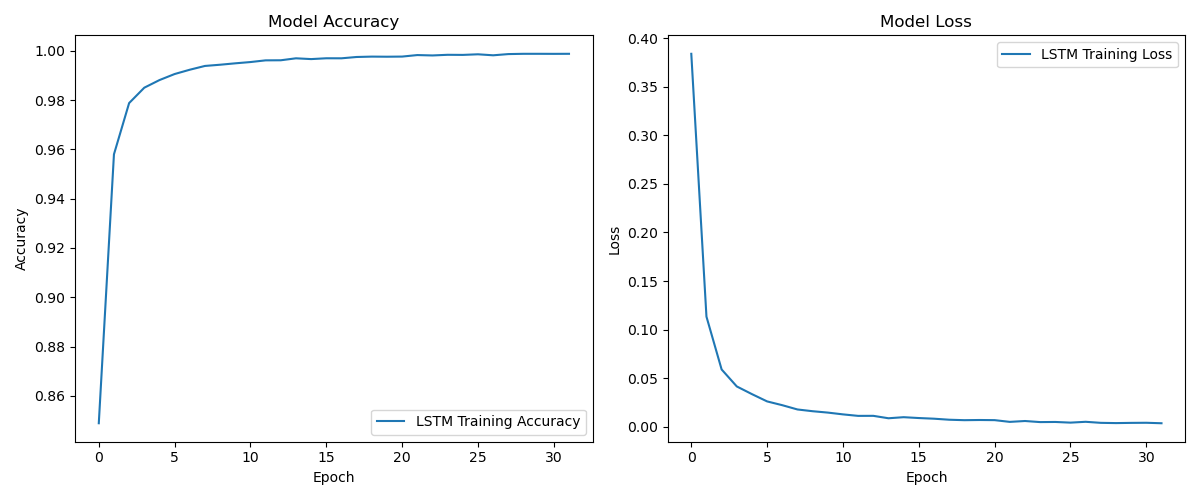 Model Accuracy
Accuracy
1.00
0.98
0.96
0.94
0.92
0.90
0.88
0.86
LSTM Training Accuracy
0 5 10 15 20 25 30
Epoch
Model Loss
Loss
0.40
0.35
0.30
0.25
0.20
0.15
0.10
0.05
0.00
LSTM Training Loss
0 5 10 15 20 25 30
Epoch